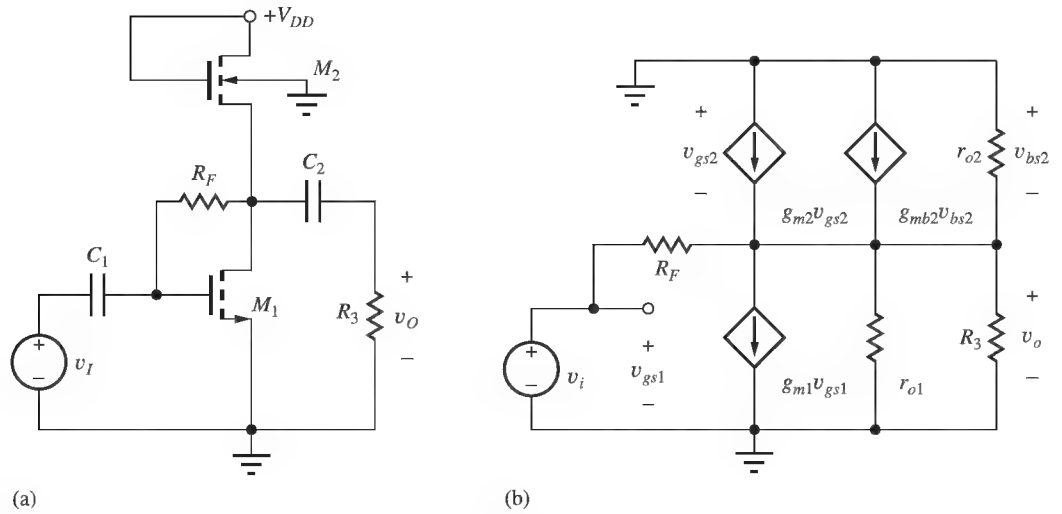 +V_DD
M_2
C_2
R_F
C_1
M_1
R_3
+
v_O
−
+
−
v_I
(a)
+
v_gs2
−
g_m2v_gs2
g_mb2v_bs2
r_o2
+
v_bs2
−
R_F
+
−
v_i
+
v_gs1
−
g_m1v_gs1
r_o1
R_3
+
v_o
−
(b)